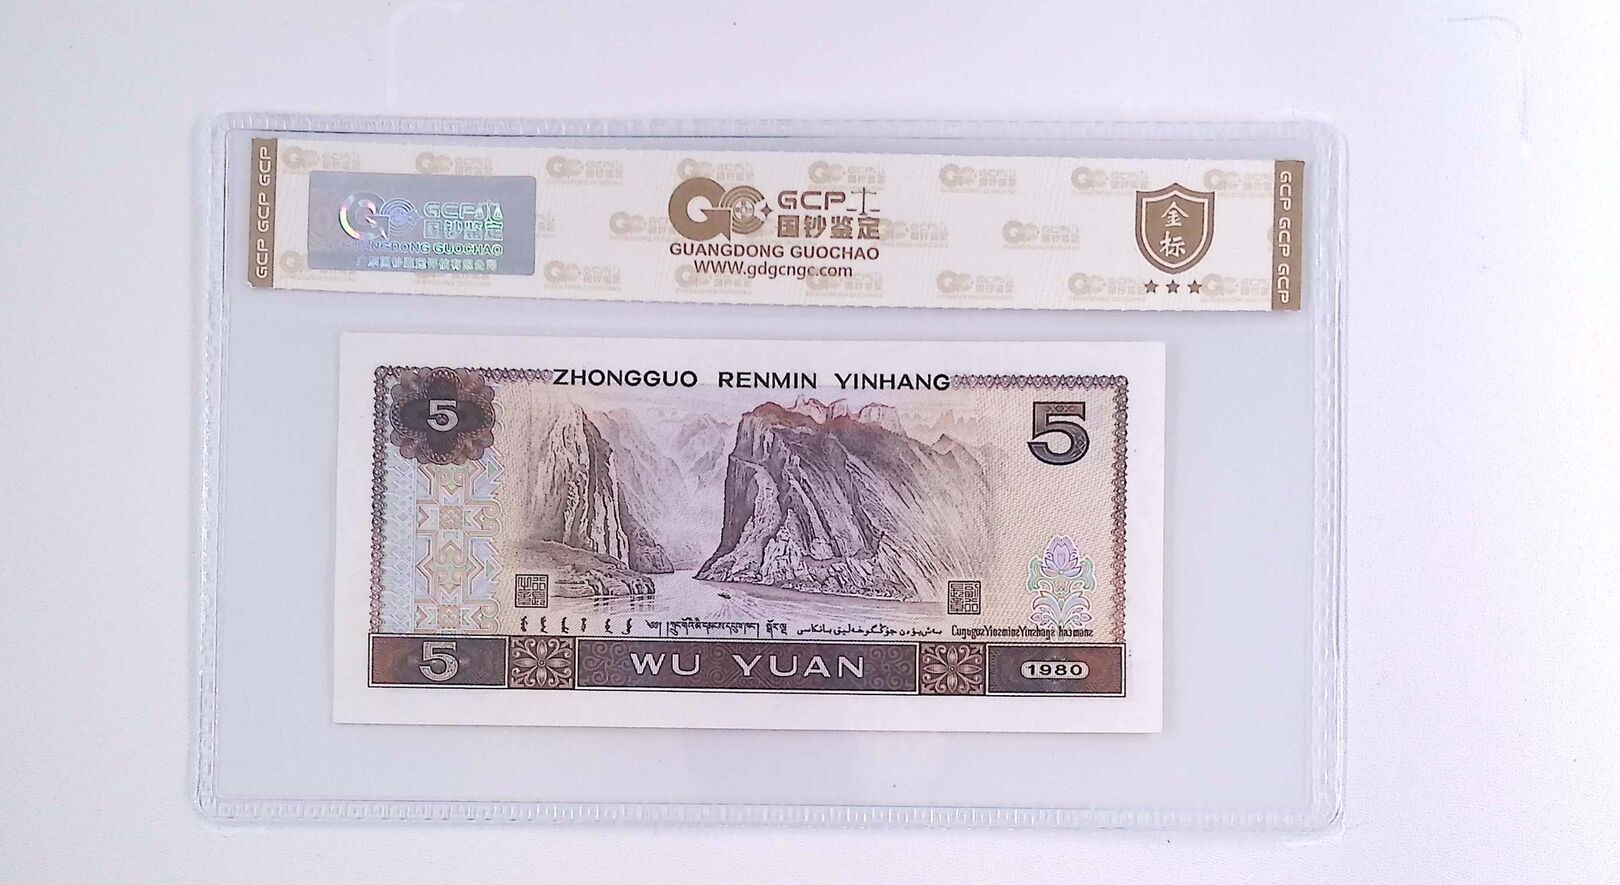 GCP GCP GCP
GCP
国钞鉴定
GUANGDONG GUOCHAO
GCP
国钞鉴定
GUANGDONG GUOCHAO
WWW.gdgcngc.com
金标
GCP GCP GCP
ZHONGGUO RENMIN YINHANG
5
5
5
WU YUAN
1980